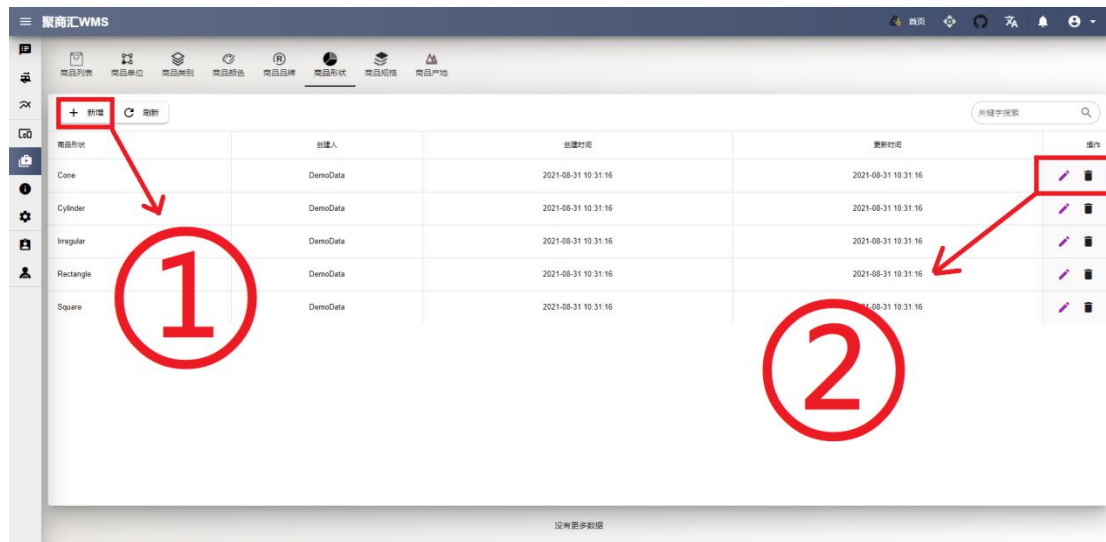 聚商汇WMS 首页
商品列表 商品单位 商品类别 商品颜色 商品品牌 商品形状 商品规格 商品产地
新增 刷新 关键字搜索
商品形状 创建人 创建时间 更新时间 操作
Cone DemoData 2021-08-31 10:31:16 2021-08-31 10:31:16
Cylinder DemoData 2021-08-31 10:31:16 2021-08-31 10:31:16
Irregular DemoData 2021-08-31 10:31:16 2021-08-31 10:31:16
Rectangle DemoData 2021-08-31 10:31:16 2021-08-31 10:31:16
Square DemoData 2021-08-31 10:31:16 2021-08-31 10:31:16
①
②
没有更多数据